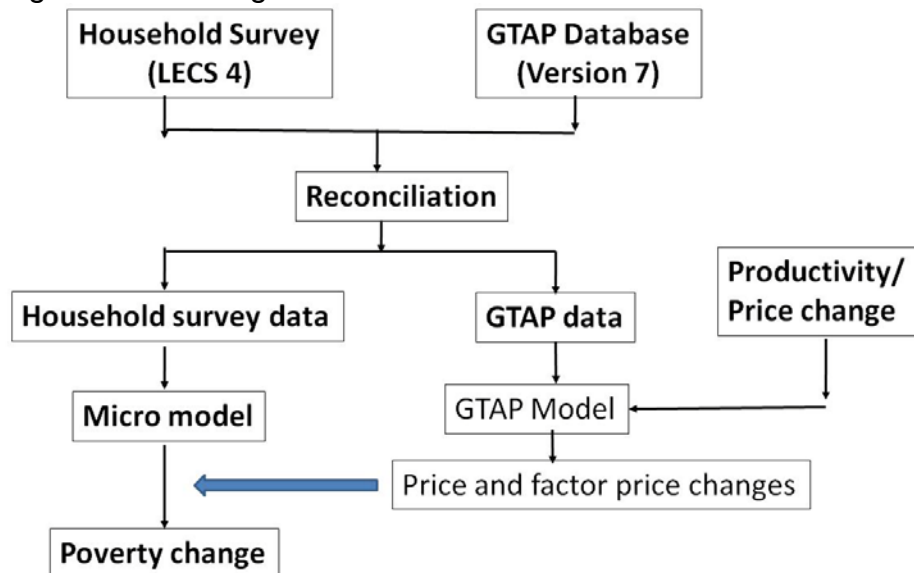 Household Survey
(LECS 4)
GTAP Database
(Version 7)
Reconciliation
Household survey data
GTAP data
Productivity/
Price change
Micro model
GTAP Model
Price and factor price changes
Poverty change